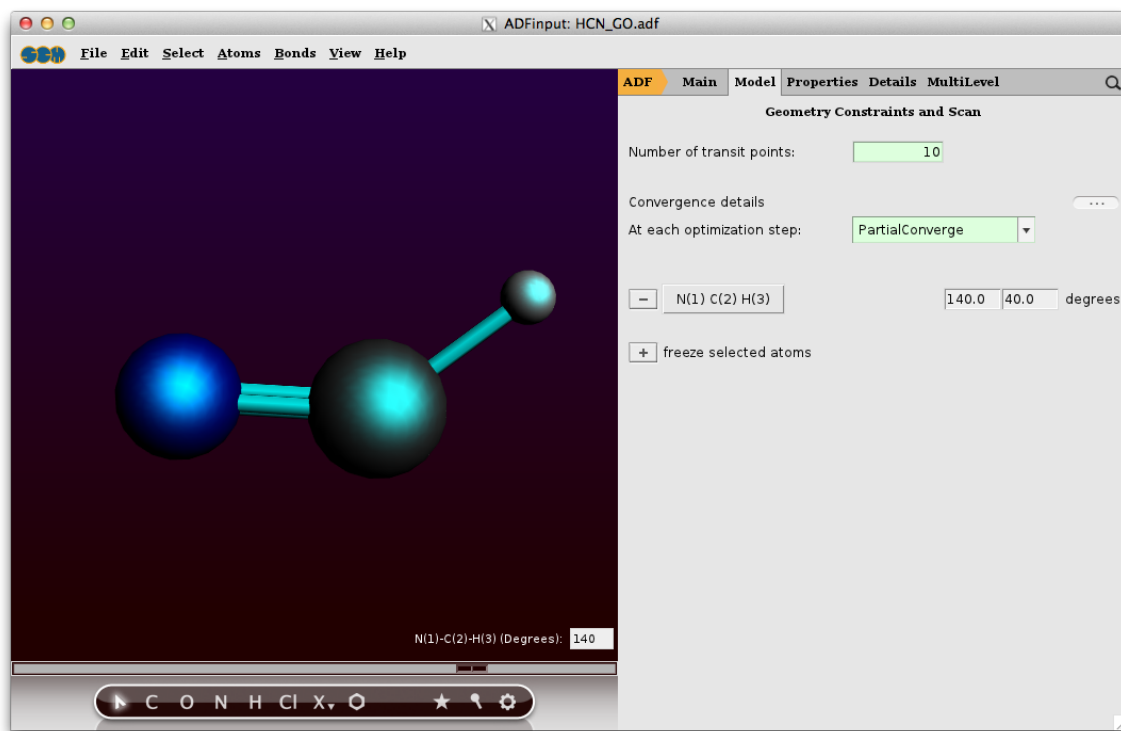 ADFinput: HCN_GO.adf
SCM File Edit Select Atoms Bonds View Help
ADF Main Model Properties Details MultiLevel
Geometry Constraints and Scan
Number of transit points: 10
Convergence details ...
At each optimization step: PartialConverge
− N(1) C(2) H(3) 140.0 40.0 degrees
+ freeze selected atoms
N(1)-C(2)-H(3) (Degrees): 140
C O N H Cl X